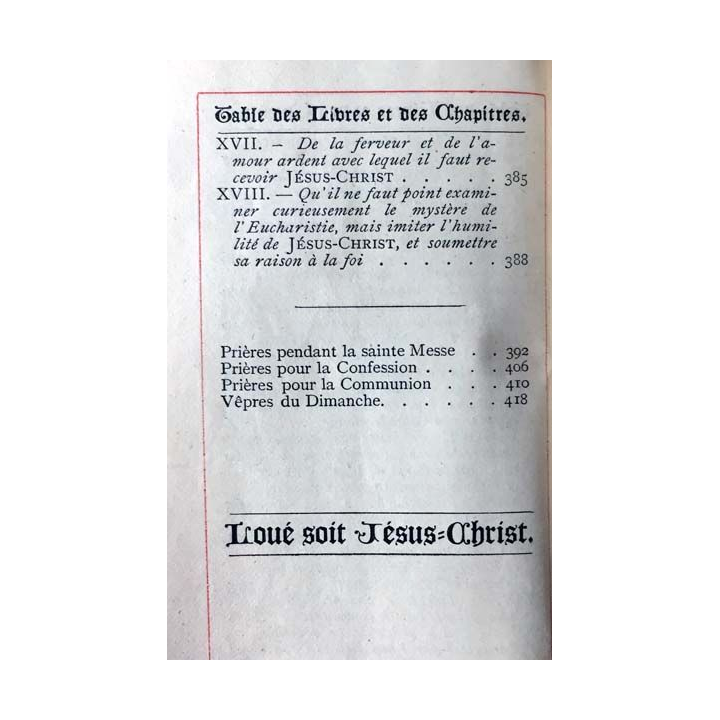 Table des Livres et des Chapitres.
XVII. — De la ferveur et de l'a-
mour ardent avec lequel il faut re-
cevoir JÉSUS-CHRIST . . . . . 385
XVIII. — Qu'il ne faut point exami-
ner curieusement le mystère de
l'Eucharistie, mais imiter l'humi-
lité de JÉSUS-CHRIST, et soumettre
sa raison à la foi . . . . . . 388
Prières pendant la sainte Messe . . 392
Prières pour la Confession . . . . 406
Prières pour la Communion . . . 410
Vêpres du Dimanche. . . . . . 418
Loué soit Jésus-Christ.